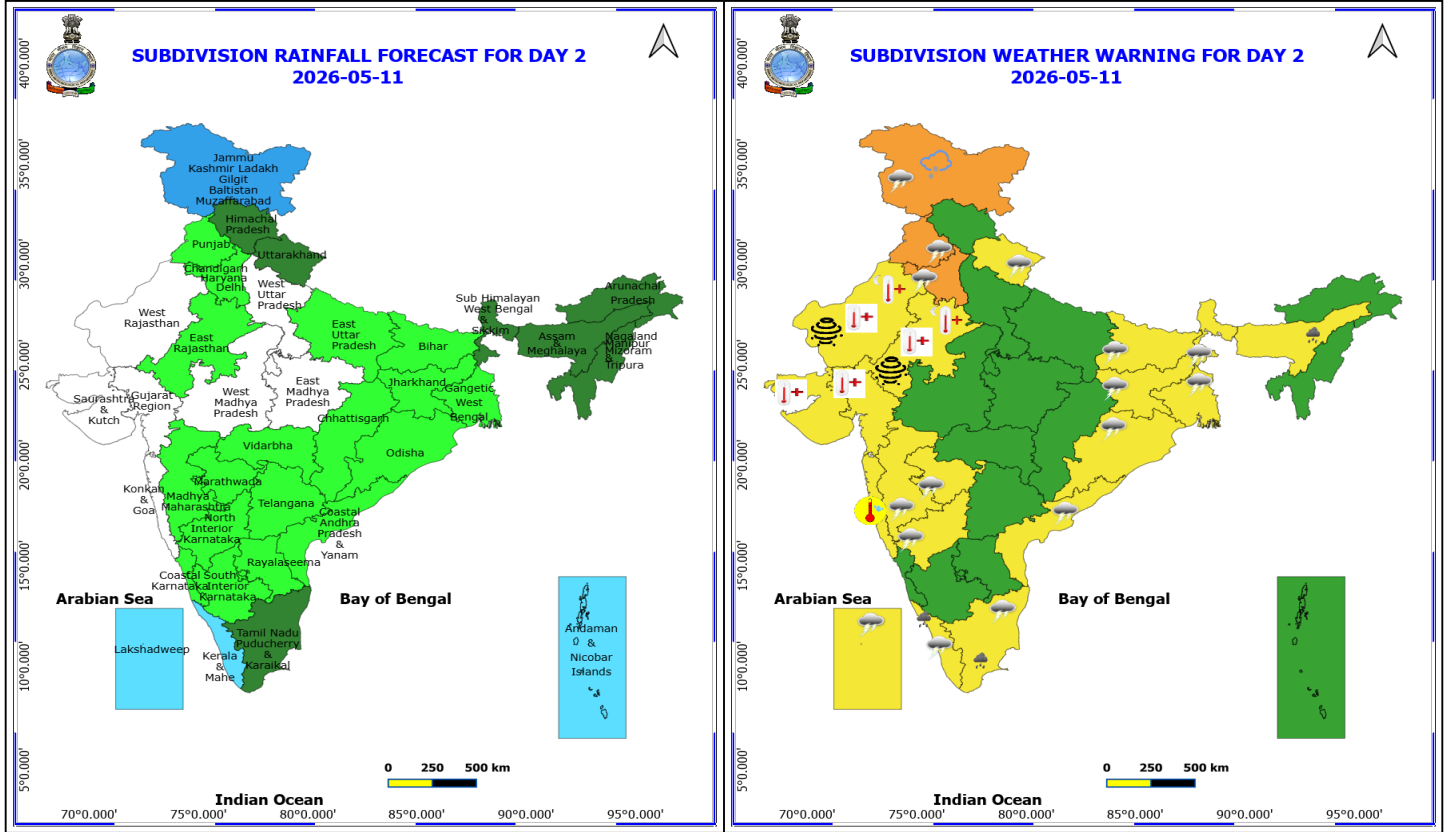 SUBDIVISION RAINFALL FORECAST FOR DAY 2
2026-05-11
40°0.000'
35°0.000'
30°0.000'
25°0.000'
20°0.000'
15°0.000'
10°0.000'
5°0.000'
Jammu
Kashmir Ladakh
Gilgit
Baltistan
Muzaffarabad
Himachal
Pradesh
Punjab
Uttarakhand
Chandigarh
Haryana
Delhi
West
Uttar
Pradesh
West
Rajasthan
East
Rajasthan
East
Uttar
Pradesh
Bihar
Sub Himalayan
West Bengal
&
Sikkim
Arunachal
Pradesh
Assam
&
Meghalaya
Nagaland
Manipur
Mizoram
&
Tripura
Saurashtra
&
Kutch
Gujarat
Region
West
Madhya
Pradesh
East
Madhya
Pradesh
Jharkhand
Gangetic
West
Bengal
Chhattisgarh
Odisha
Vidarbha
Konkan
&
Goa
Madhya
Maharashtra
Marathwada
Telangana
North
Interior
Karnataka
Coastal
Andhra
Pradesh
&
Yanam
Rayalaseema
Coastal
Karnataka
South
Interior
Karnataka
Tamil Nadu
Puducherry
&
Karaikal
Kerala
&
Mahe
Lakshadweep
Andaman
&
Nicobar
Islands
Arabian Sea
Bay of Bengal
0 250 500 km
Indian Ocean
70°0.000' 75°0.000' 80°0.000' 85°0.000' 90°0.000' 95°0.000'
SUBDIVISION WEATHER WARNING FOR DAY 2
2026-05-11
40°0.000'
35°0.000'
30°0.000'
25°0.000'
20°0.000'
15°0.000'
10°0.000'
5°0.000'
Arabian Sea
Bay of Bengal
0 250 500 km
Indian Ocean
70°0.000' 75°0.000' 80°0.000' 85°0.000' 90°0.000' 95°0.000'